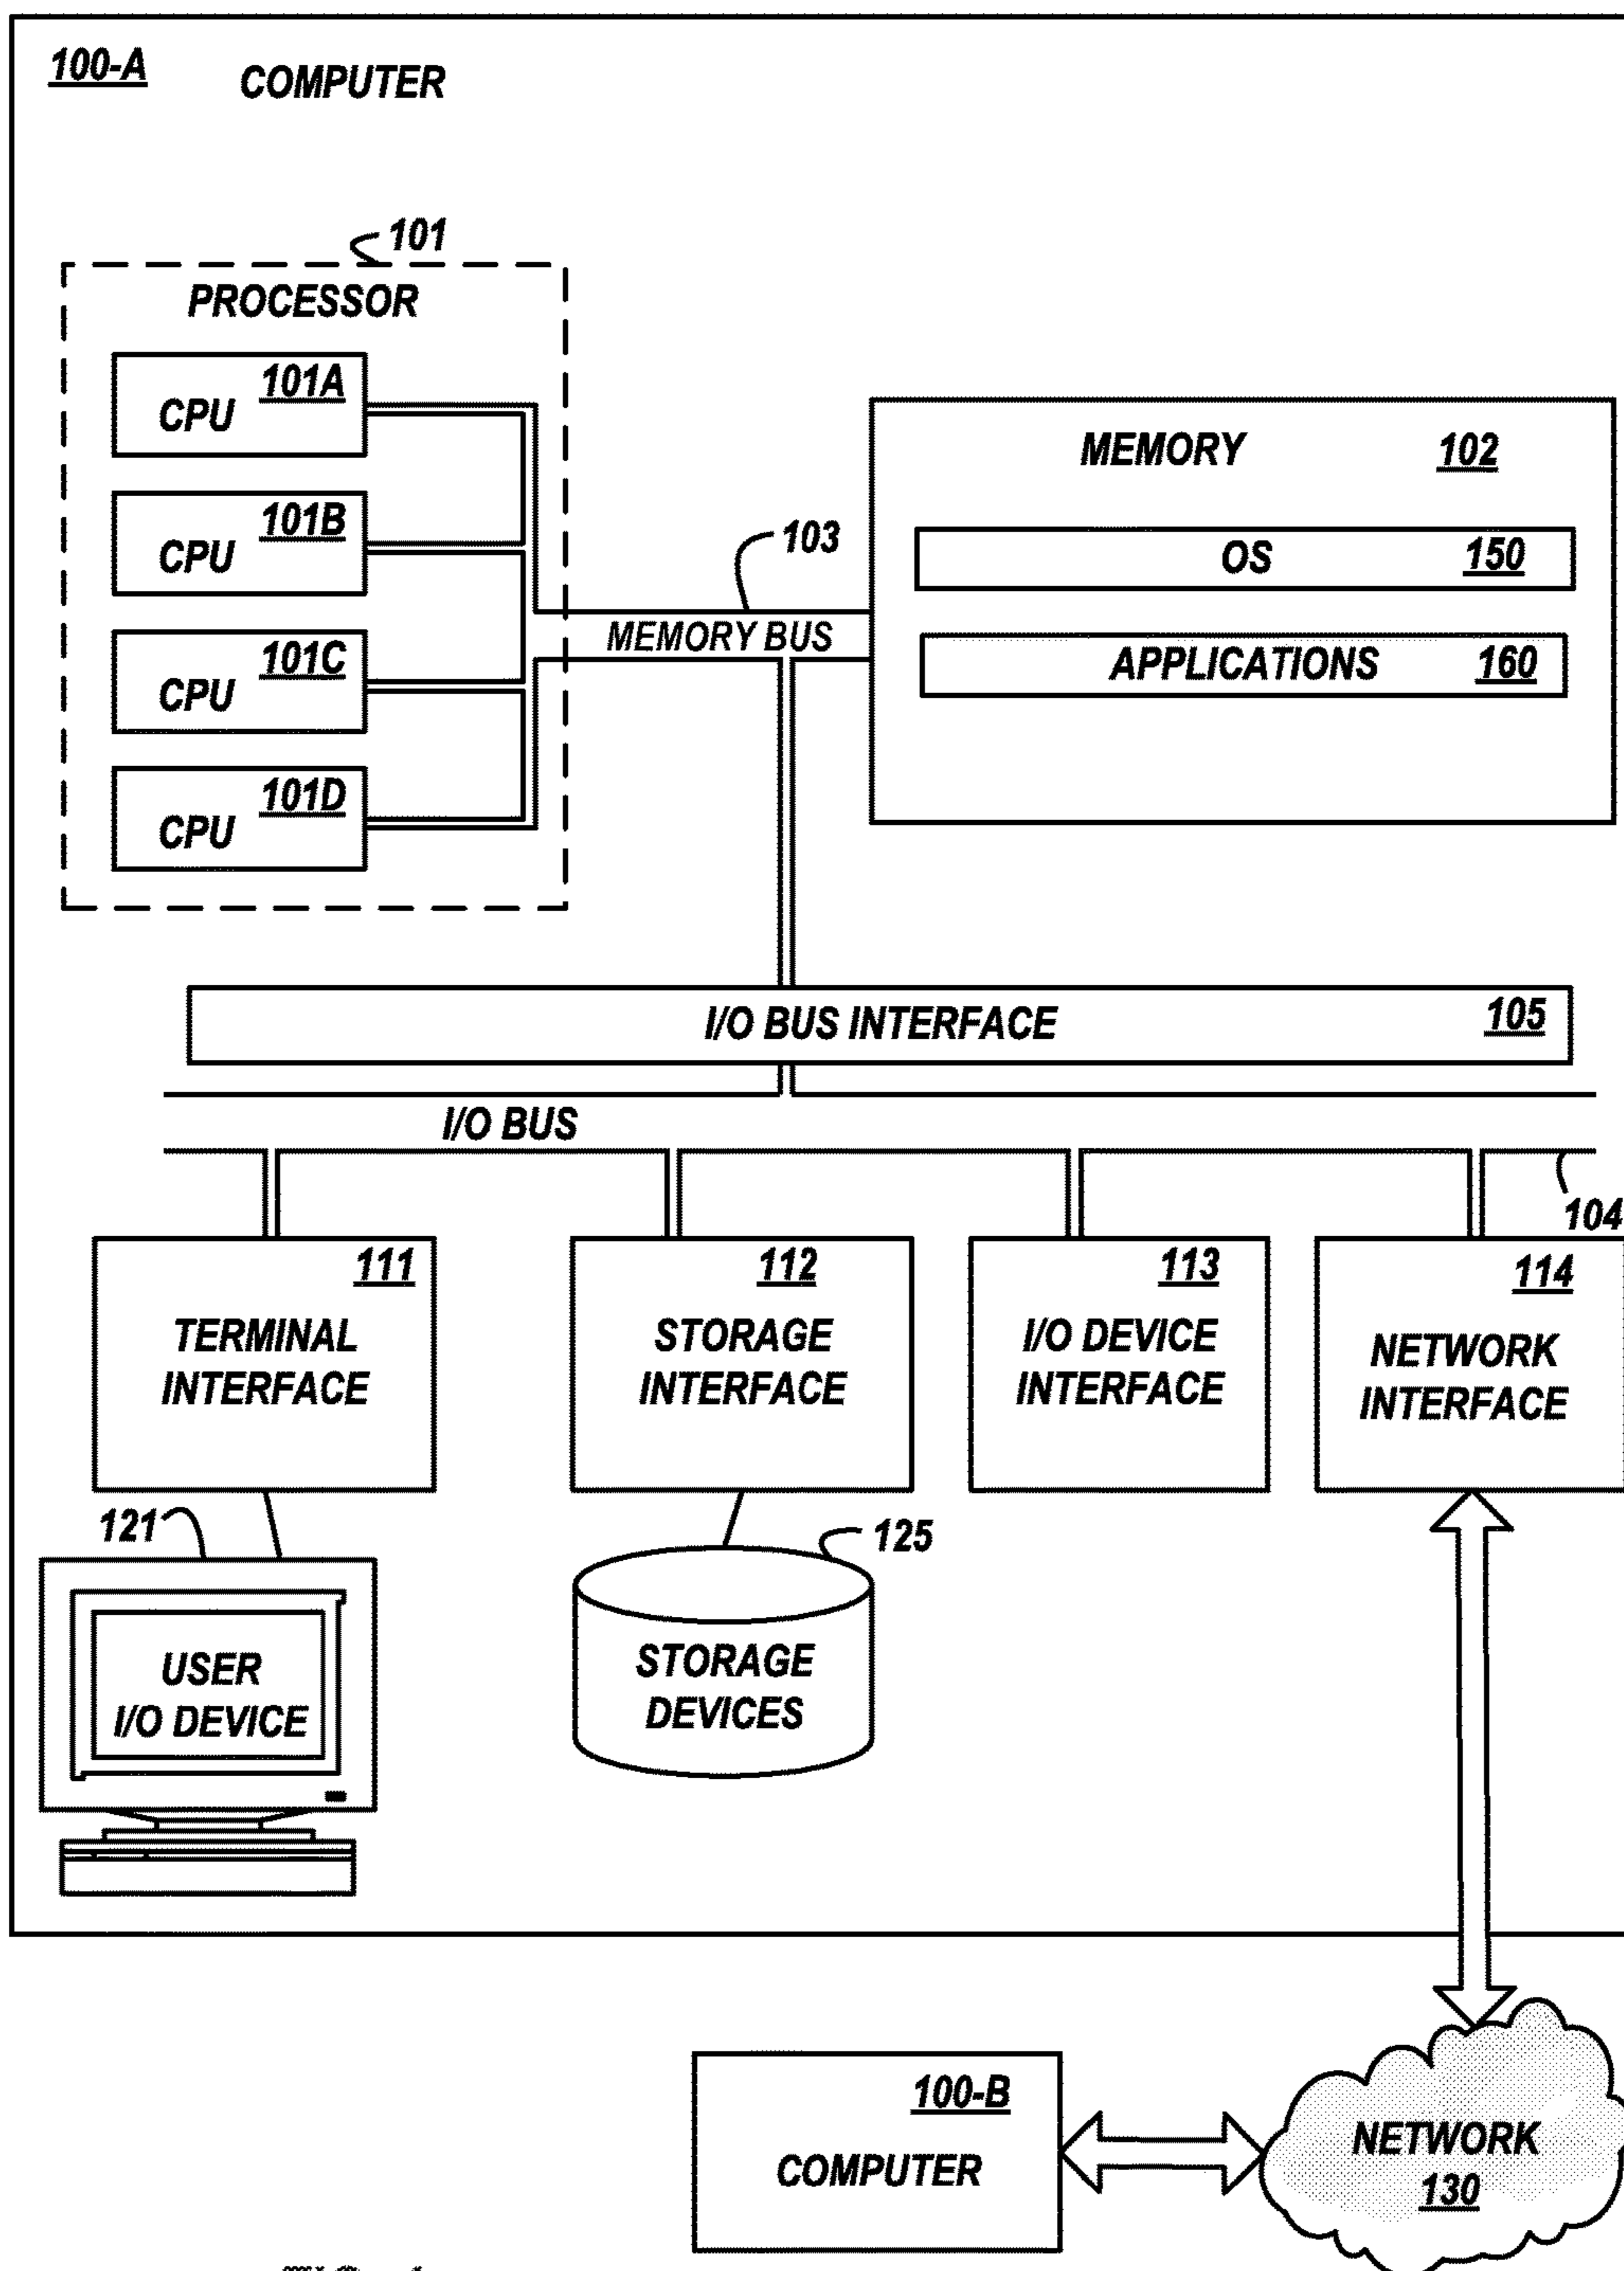 100-A COMPUTER
101
PROCESSOR
101A
CPU
101B
CPU
101C
CPU
101D
CPU
103
MEMORY BUS
MEMORY 102
OS 150
APPLICATIONS 160
I/O BUS INTERFACE 105
I/O BUS
104
111
TERMINAL
INTERFACE
112
STORAGE
INTERFACE
113
I/O DEVICE
INTERFACE
114
NETWORK
INTERFACE
121
USER
I/O DEVICE
125
STORAGE
DEVICES
100-B
COMPUTER
NETWORK
130